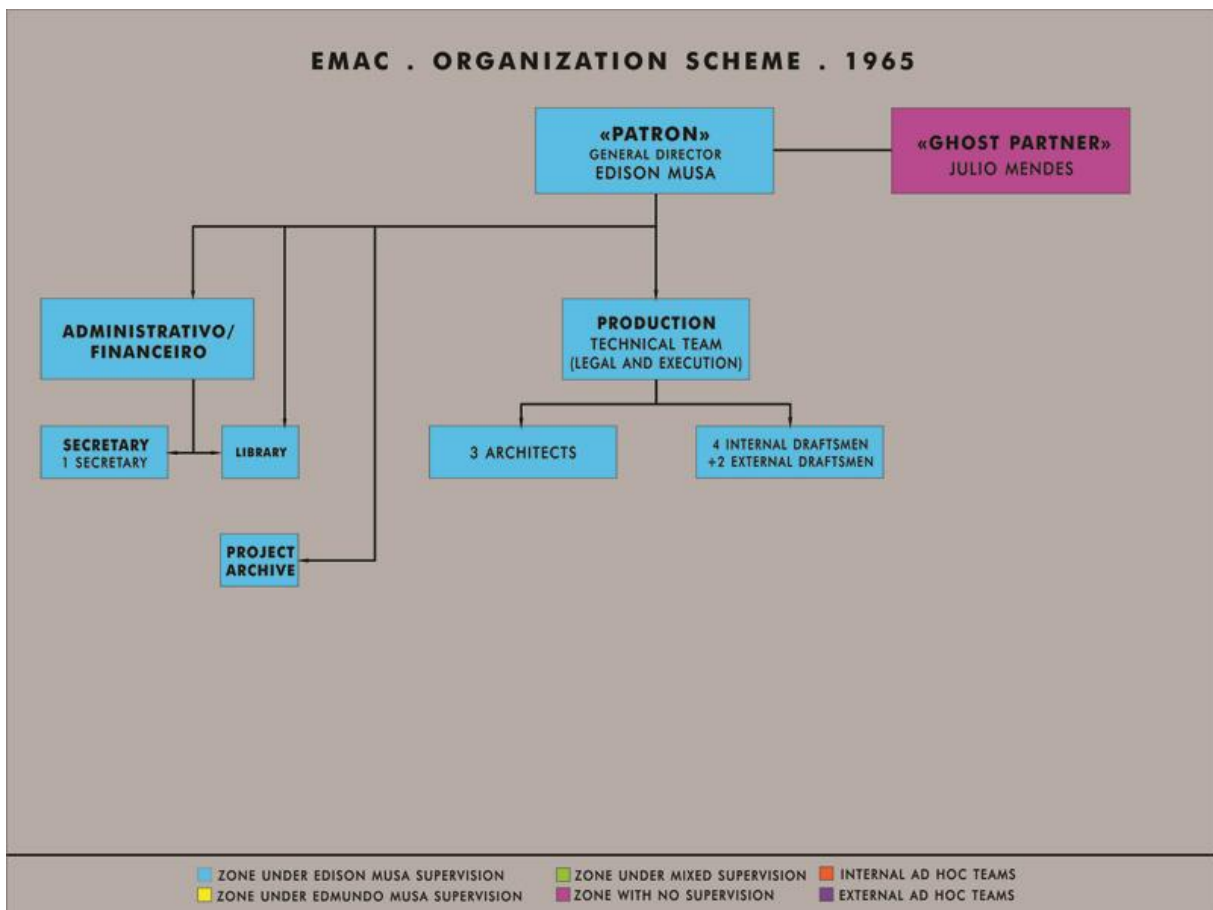 EMAC . ORGANIZATION SCHEME . 1965
«PATRON»
GENERAL DIRECTOR
EDISON MUSA
«GHOST PARTNER»
JULIO MENDES
ADMINISTRATIVO/
FINANCEIRO
PRODUCTION
TECHNICAL TEAM
(LEGAL AND EXECUTION)
SECRETARY
1 SECRETARY
LIBRARY
3 ARCHITECTS
4 INTERNAL DRAFTSMEN
+2 EXTERNAL DRAFTSMEN
PROJECT
ARCHIVE
ZONE UNDER EDISON MUSA SUPERVISION
ZONE UNDER MIXED SUPERVISION
INTERNAL AD HOC TEAMS
ZONE UNDER EDMUNDO MUSA SUPERVISION
ZONE WITH NO SUPERVISION
EXTERNAL AD HOC TEAMS